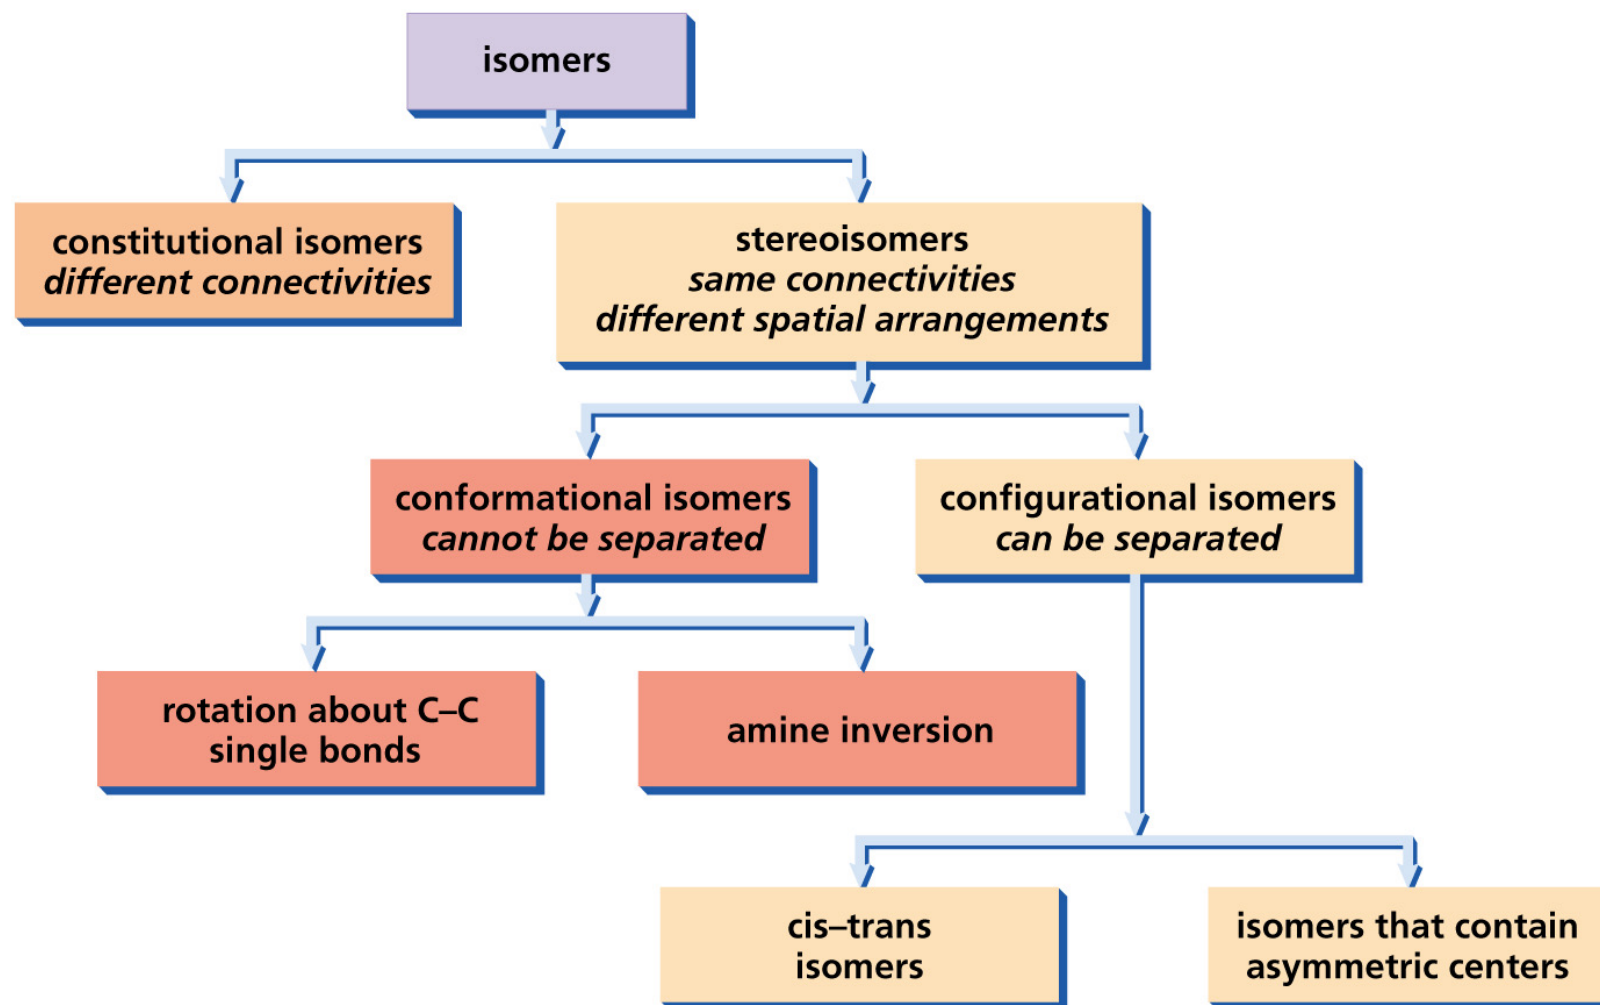 isomers
constitutional isomers
different connectivities
stereoisomers
same connectivities
different spatial arrangements
conformational isomers
cannot be separated
configurational isomers
can be separated
rotation about C–C
single bonds
amine inversion
cis–trans
isomers
isomers that contain
asymmetric centers